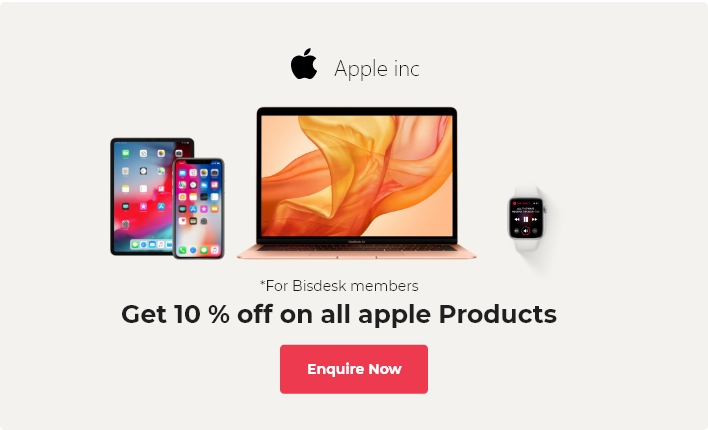 Apple inc
*For Bisdesk members
Get 10 % off on all apple Products
Enquire Now